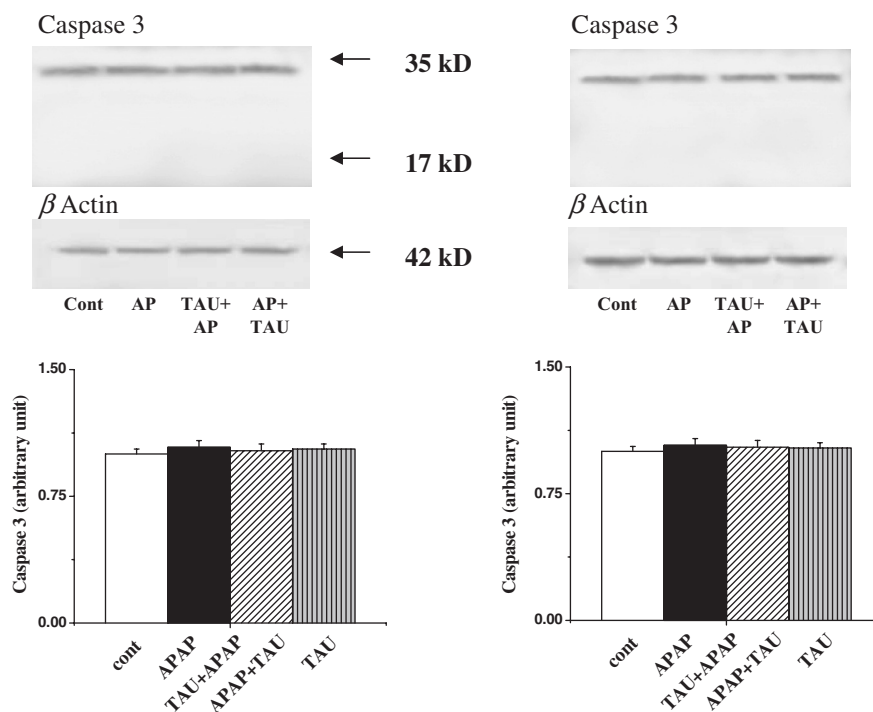 Caspase 3
35 kD
17 kD
β Actin
42 kD
Cont AP TAU+ AP+
AP TAU
1.50
0.75
0.00
Caspase 3 (arbitrary unit)
cont APAP TAU+APAP APAP+TAU TAU
Caspase 3
β Actin
Cont AP TAU+ AP+
AP TAU
1.50
0.75
0.00
Caspase 3 (arbitrary unit)
cont APAP TAU+APAP APAP+TAU TAU